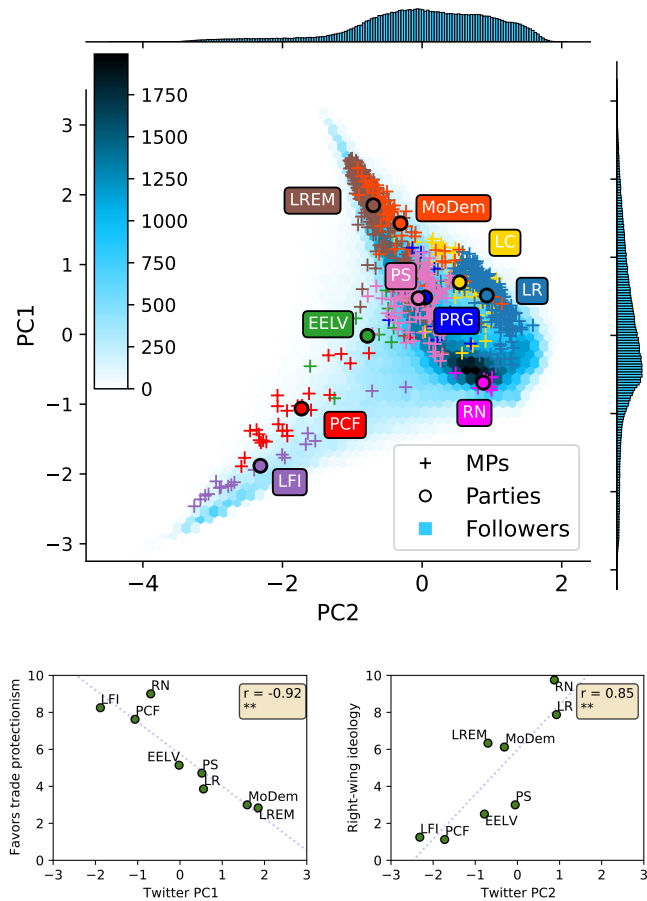 1750
1500
1250
1000
750
500
250
0
3
2
1
0
−1
−2
−3
PC1
LREM
MoDem
LC
PS
LR
EELV
PRG
RN
PCF
LFI
MPs
Parties
Followers
−4
−2
0
2
PC2
10
8
6
4
2
0
Favors trade protectionism
RN
LFI
PCF
EELV
PS
LR
MoDem
LREM
r = -0.92
**
−3
−2
−1
0
1
2
3
Twitter PC1
10
8
6
4
2
0
Right-wing ideology
RN
LR
LREM
MoDem
PS
EELV
LFI
PCF
r = 0.85
**
−3
−2
−1
0
1
2
3
Twitter PC2